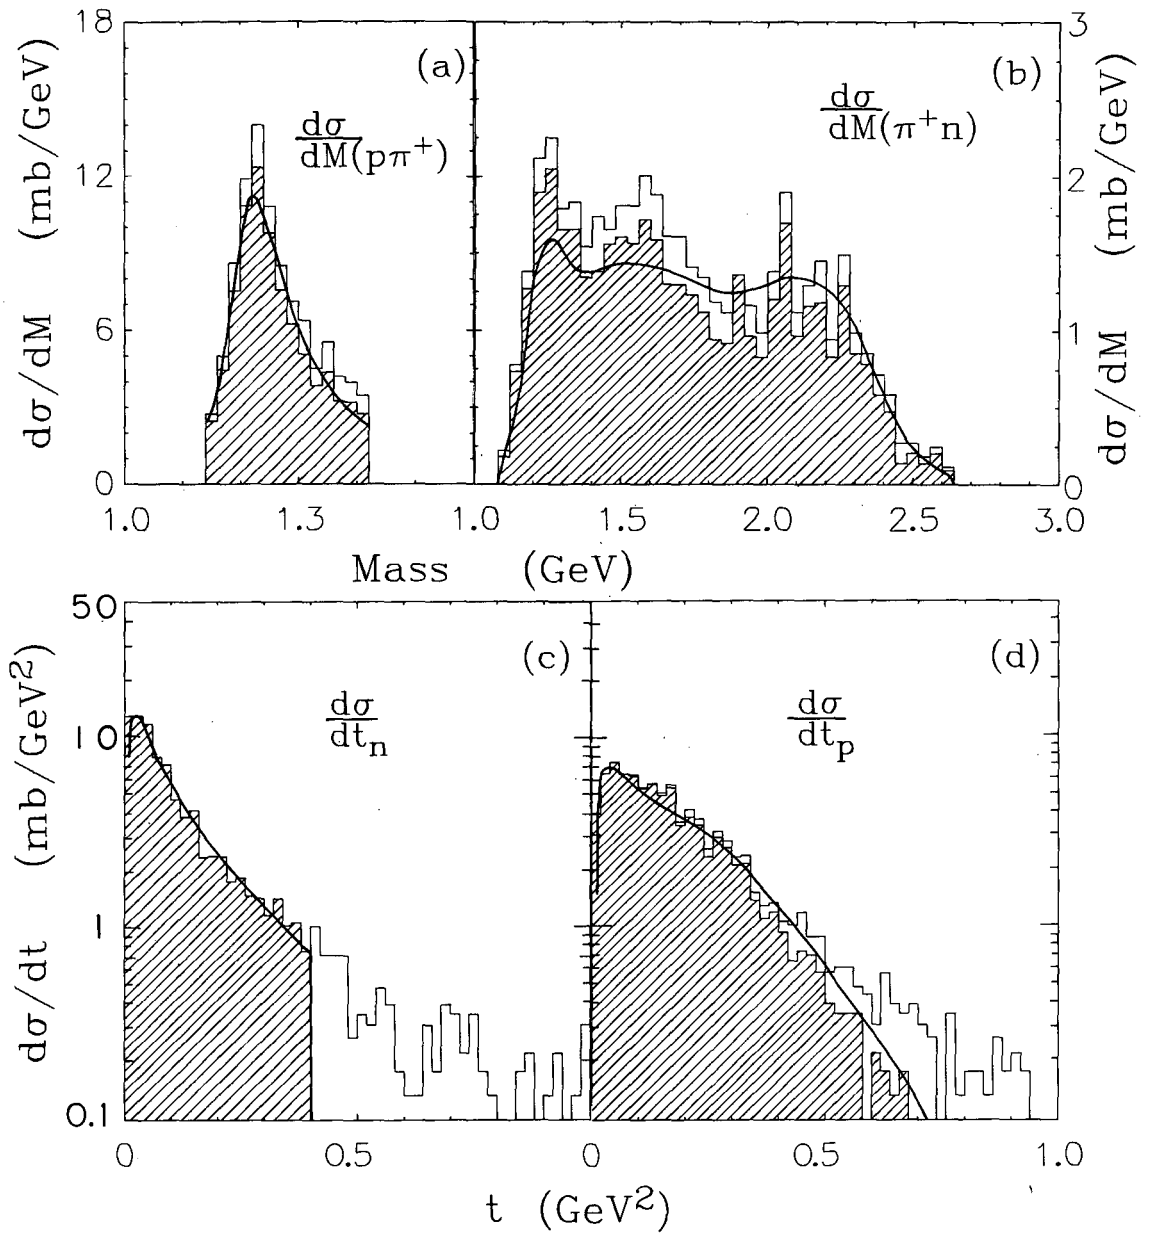 18
12
6
0
dσ/dM (mb/GeV)
(a)
dσ
dM(pπ⁺)
(b)
dσ
dM(π⁺n)
3
2
1
0
dσ/dM (mb/GeV)
1.0 1.3 1.0 1.5 2.0 2.5 3.0
Mass (GeV)
50
10
1
0.1
dσ/dt (mb/GeV²)
(c)
dσ
dtₙ
(d)
dσ
dtₚ
0 0.5 0 0.5 1.0
t (GeV²)